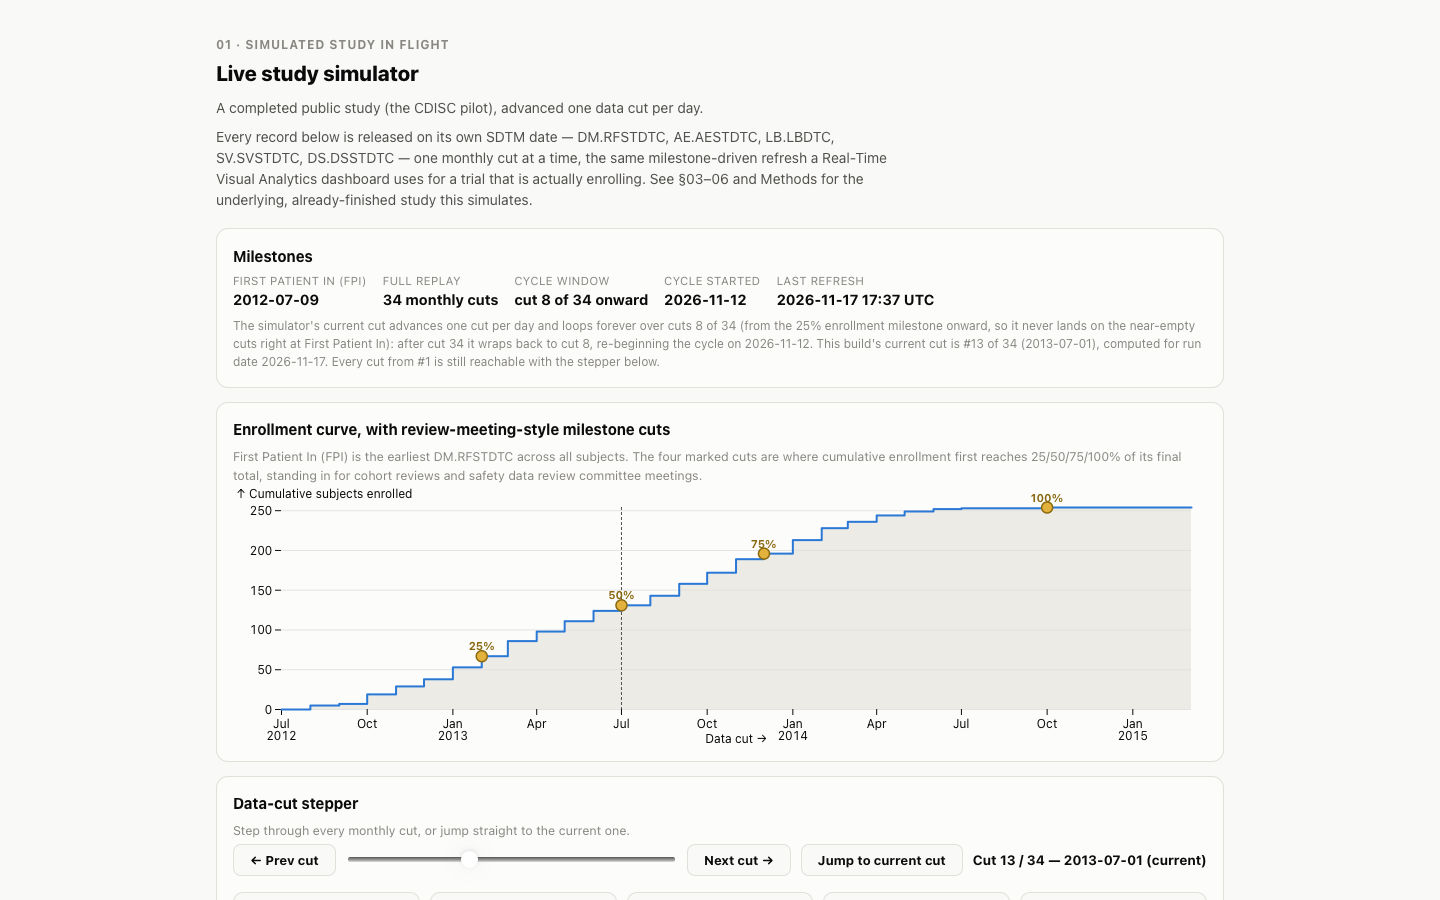 01 · SIMULATED STUDY IN FLIGHT
Live study simulator
A completed public study (the CDISC pilot), advanced one data cut per day.
Every record below is released on its own SDTM date — DM.RFSTDTC, AE.AESTDTC, LB.LBDTC,
SV.SVSTDTC, DS.DSSTDTC — one monthly cut at a time, the same milestone-driven refresh a Real-Time
Visual Analytics dashboard uses for a trial that is actually enrolling. See §03–06 and Methods for the
underlying, already-finished study this simulates.
Milestones
FIRST PATIENT IN (FPI) FULL REPLAY CYCLE WINDOW CYCLE STARTED LAST REFRESH
2012-07-09 34 monthly cuts cut 8 of 34 onward 2026-11-12 2026-11-17 17:37 UTC
The simulator's current cut advances one cut per day and loops forever over cuts 8 of 34 (from the 25% enrollment milestone onward, so it never lands on the near-empty
cuts right at First Patient In): after cut 34 it wraps back to cut 8, re-beginning the cycle on 2026-11-12. This build's current cut is #13 of 34 (2013-07-01), computed for run
date 2026-11-17. Every cut from #1 is still reachable with the stepper below.
Enrollment curve, with review-meeting-style milestone cuts
First Patient In (FPI) is the earliest DM.RFSTDTC across all subjects. The four marked cuts are where cumulative enrollment first reaches 25/50/75/100% of its final
total, standing in for cohort reviews and safety data review committee meetings.
↑ Cumulative subjects enrolled
100%
250
75%
200
150
50%
100
25%
50
0
Jul Oct Jan Apr Jul Oct Jan Apr Jul Oct Jan
2012 2013 2014 2015
Data cut →
Data-cut stepper
Step through every monthly cut, or jump straight to the current one.
← Prev cut Next cut → Jump to current cut Cut 13 / 34 — 2013-07-01 (current)